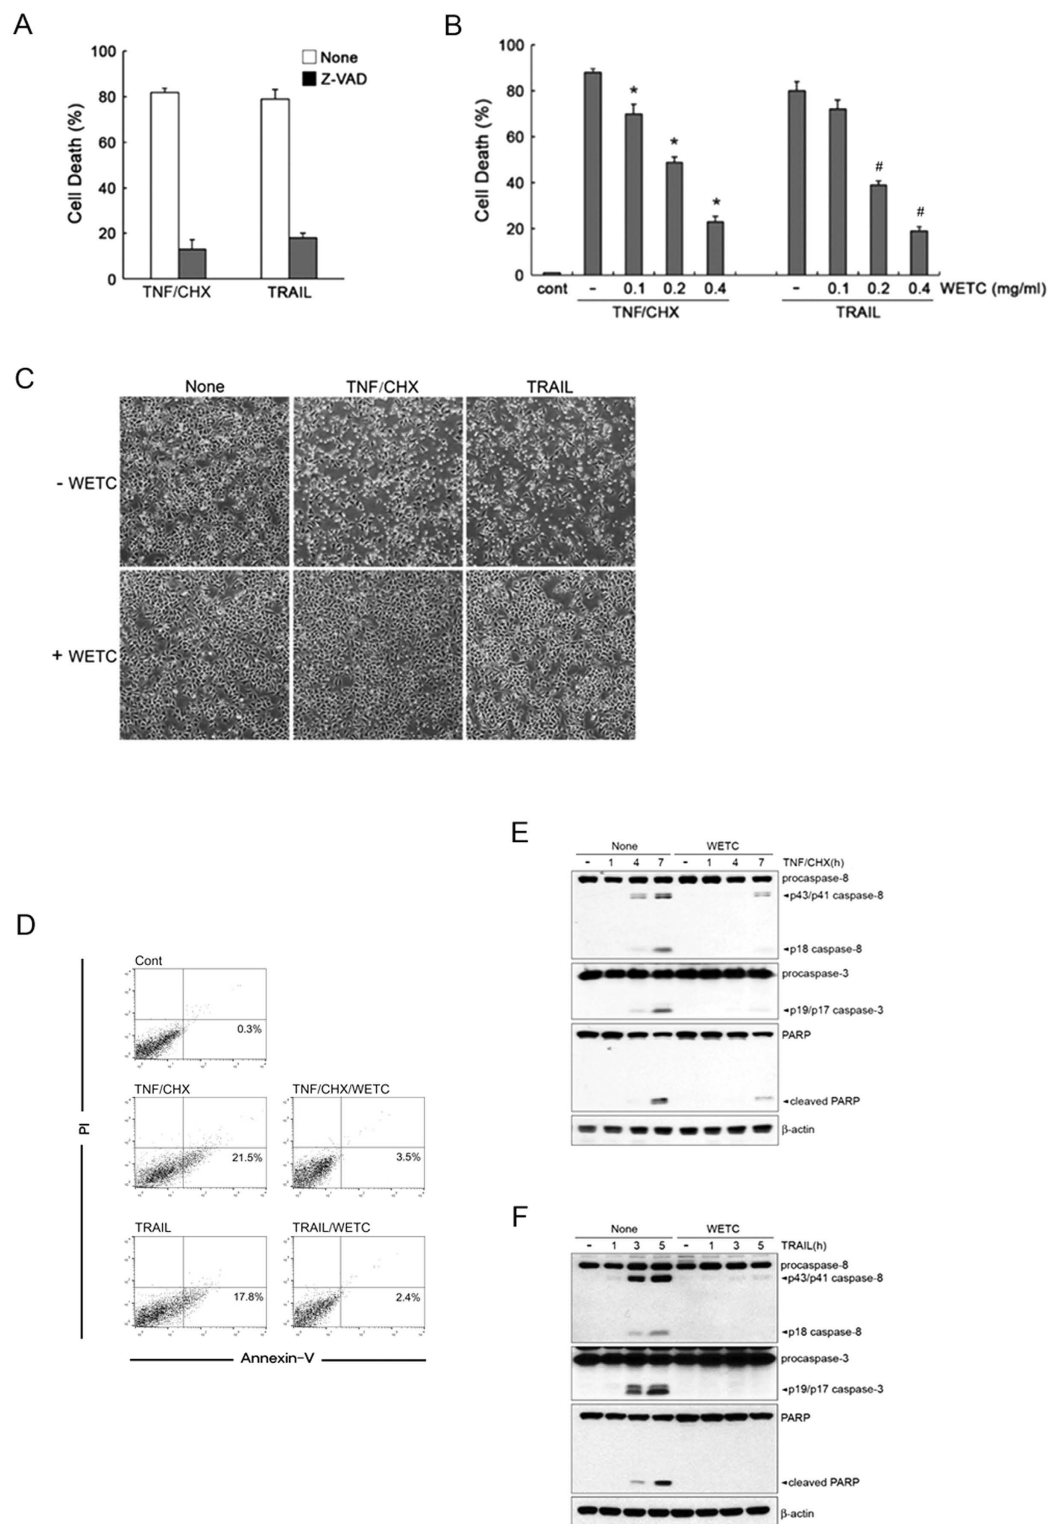 A
100
80
60
40
20
0
Cell Death (%)
None
Z-VAD
TNF/CHX
TRAIL
B
100
80
60
40
20
0
Cell Death (%)
*
*
*
#
#
cont - 0.1 0.2 0.4 - 0.1 0.2 0.4 WETC (mg/ml)
TNF/CHX TRAIL
C
None TNF/CHX TRAIL
- WETC
+ WETC
D
PI
Cont
0.3%
TNF/CHX
21.5%
TNF/CHX/WETC
3.5%
TRAIL
17.8%
TRAIL/WETC
2.4%
Annexin-V
E
None WETC
- 1 4 7 - 1 4 7 TNF/CHX(h)
procaspase-8
◄p43/p41 caspase-8
◄p18 caspase-8
procaspase-3
◄p19/p17 caspase-3
PARP
◄cleaved PARP
β-actin
F
None WETC
- 1 3 5 - 1 3 5 TRAIL(h)
procaspase-8
◄p43/p41 caspase-8
◄p18 caspase-8
procaspase-3
◄p19/p17 caspase-3
PARP
◄cleaved PARP
β-actin